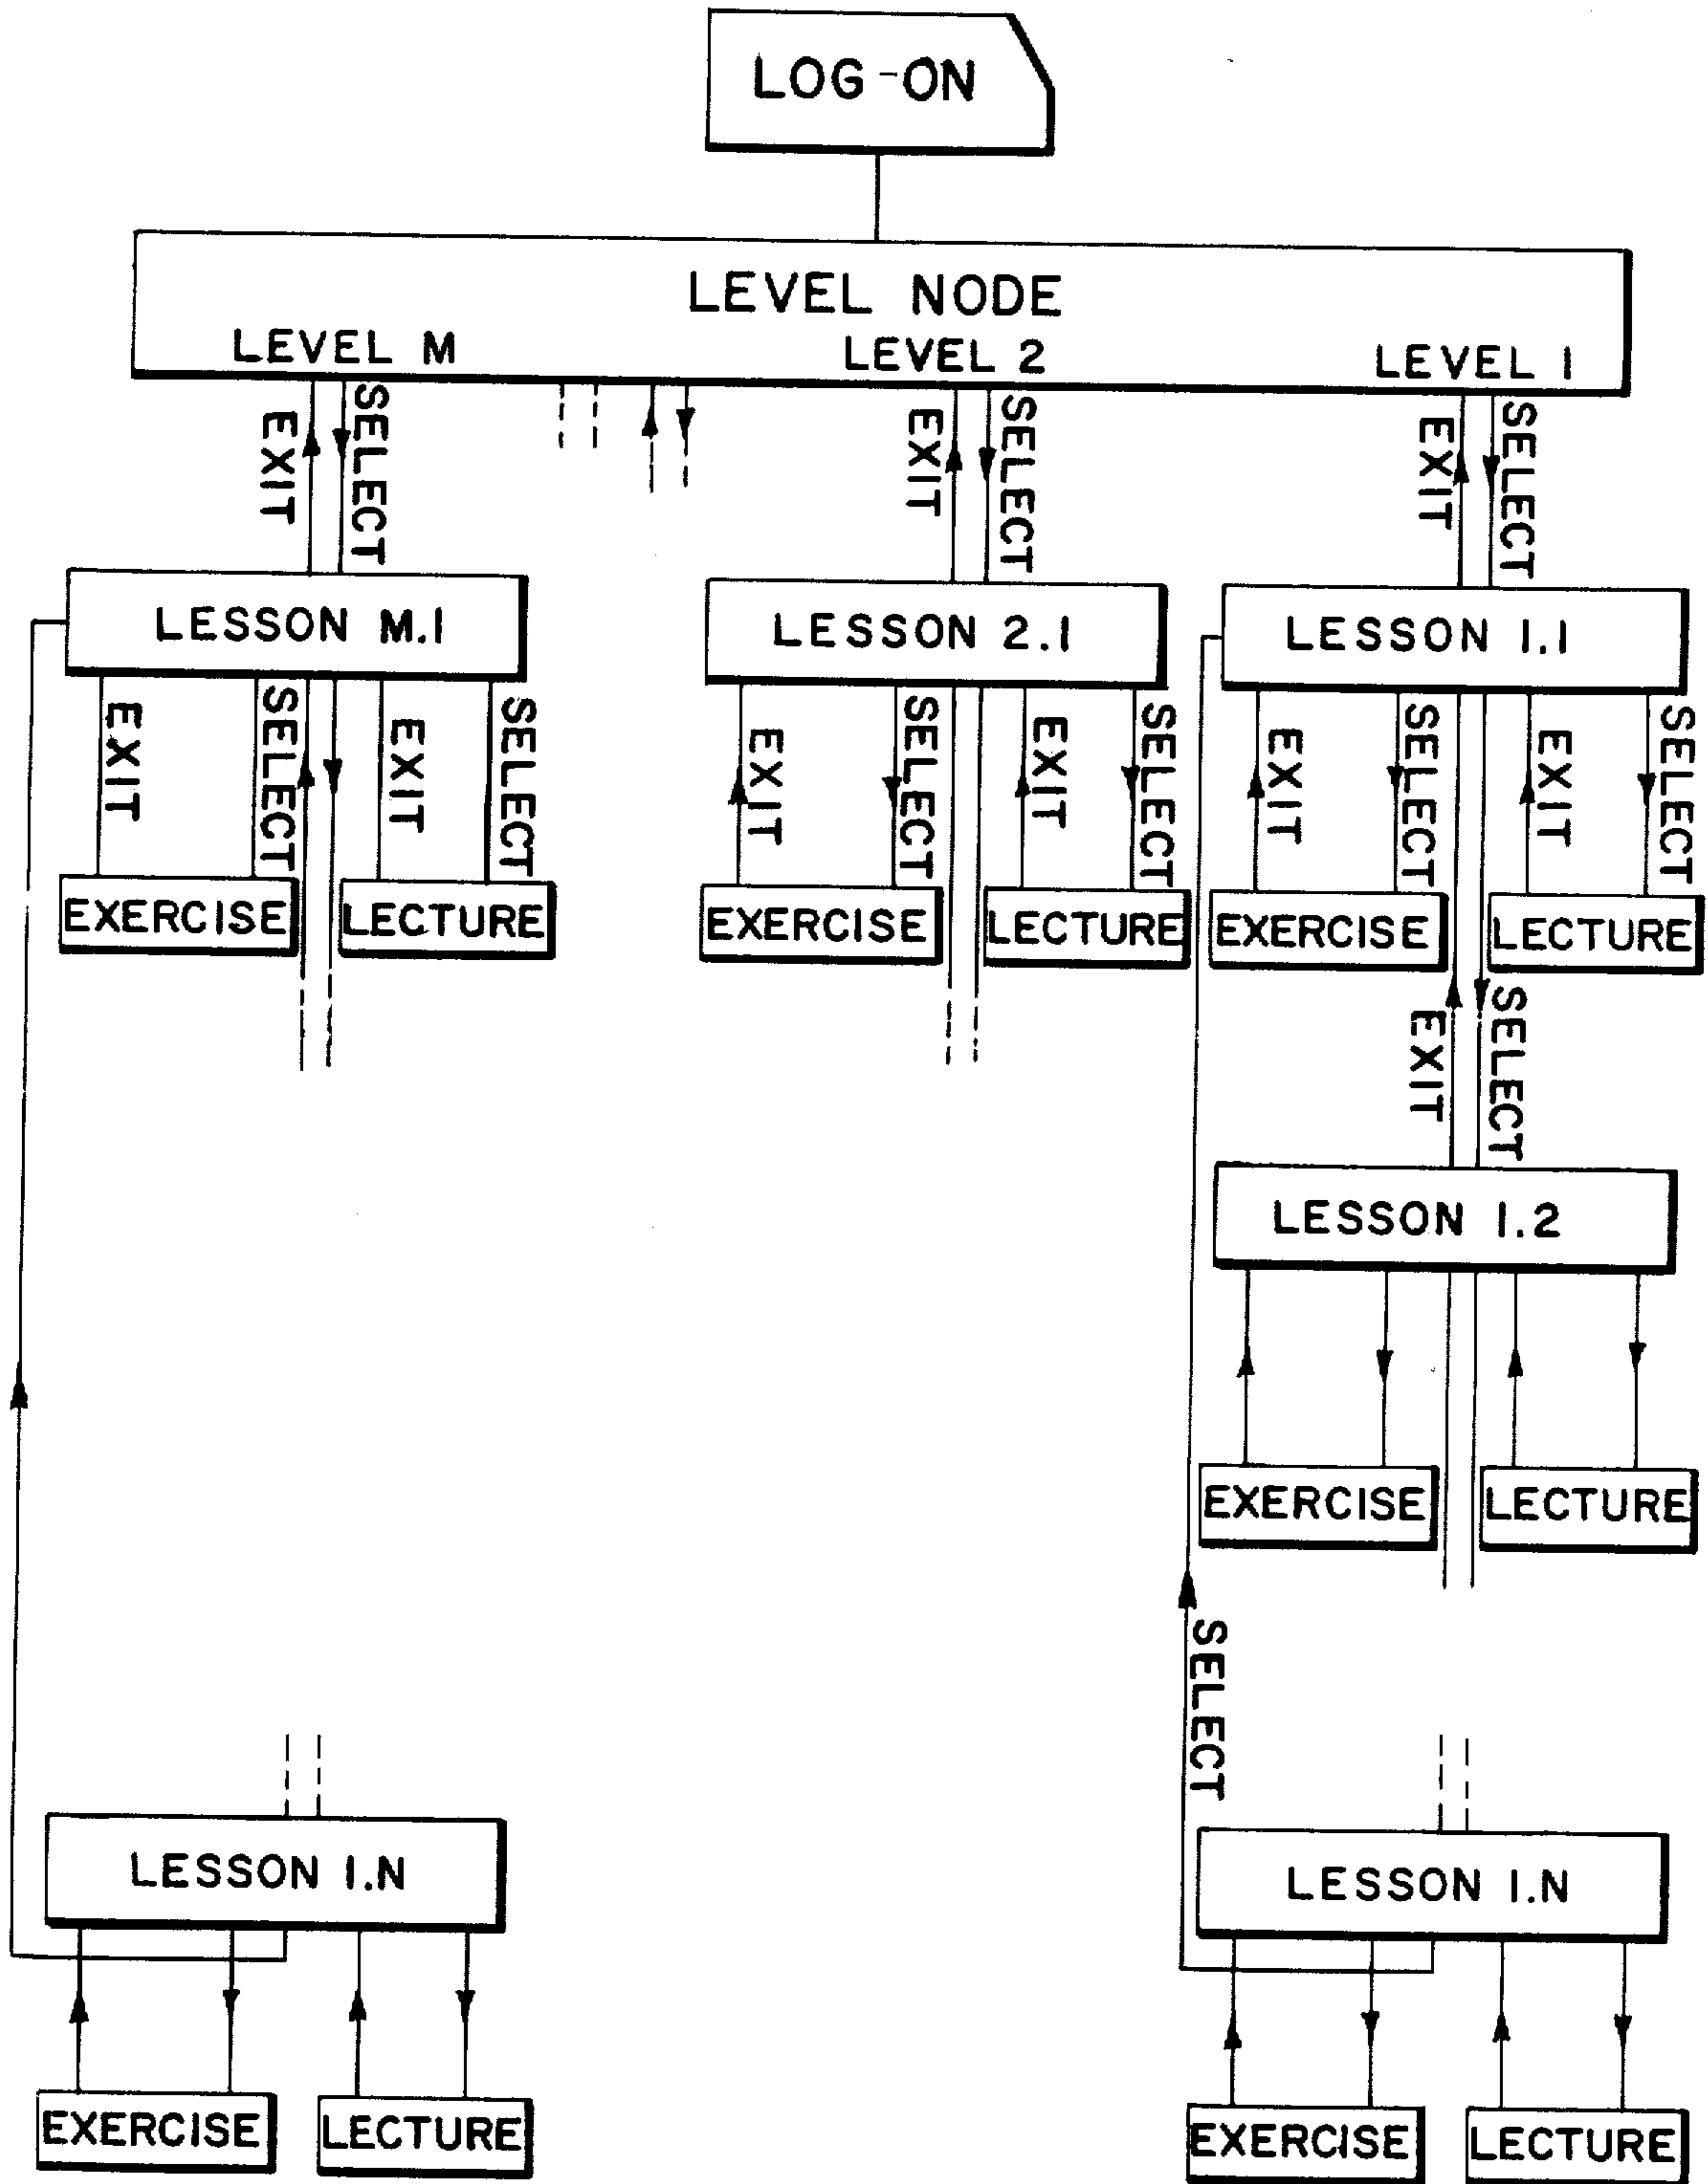 LOG-ON
LEVEL NODE
LEVEL M
LEVEL 2
LEVEL 1
EXIT
SELECT
EXIT
SELECT
EXIT
SELECT
LESSON M.1
LESSON 2.1
LESSON 1.1
EXIT
SELECT
EXIT
SELECT
EXIT
SELECT
EXIT
SELECT
EXIT
SELECT
EXIT
SELECT
EXERCISE
LECTURE
EXERCISE
LECTURE
EXERCISE
LECTURE
EXIT
SELECT
LESSON 1.2
EXERCISE
LECTURE
SELECT
LESSON 1.N
LESSON 1.N
EXERCISE
LECTURE
EXERCISE
LECTURE